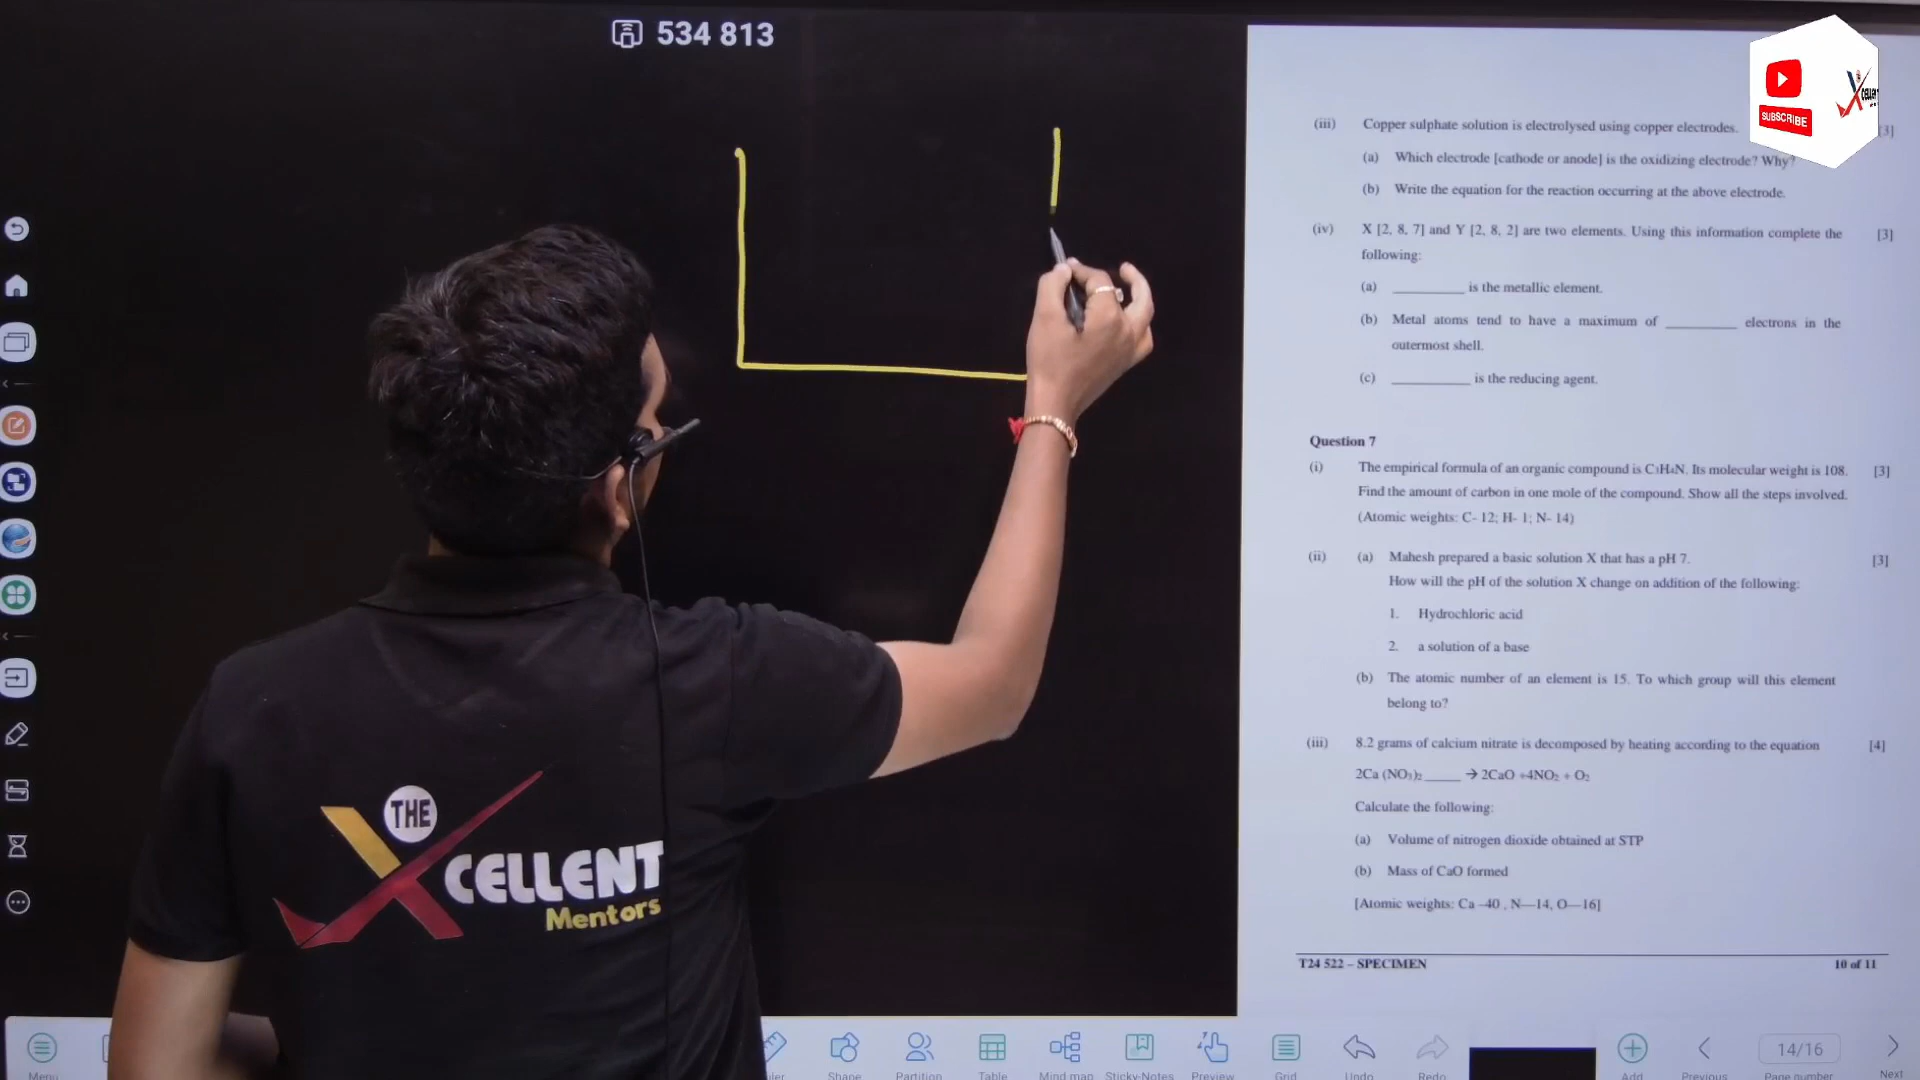 534 813
SUBSCRIBE
(iii) Copper sulphate solution is electrolysed using copper electrodes. [3]
(a) Which electrode [cathode or anode] is the oxidizing electrode? Why?
(b) Write the equation for the reaction occurring at the above electrode.
(iv) X [2, 8, 7] and Y [2, 8, 2] are two elements. Using this information complete the [3]
following:
(a) ________ is the metallic element.
(b) Metal atoms tend to have a maximum of ________ electrons in the
outermost shell.
(c) ________ is the reducing agent.
Question 7
(i) The empirical formula of an organic compound is C₃H₄N. Its molecular weight is 108. [3]
Find the amount of carbon in one mole of the compound. Show all the steps involved.
(Atomic weights: C- 12; H- 1; N- 14)
(ii) (a) Mahesh prepared a basic solution X that has a pH 7. [3]
How will the pH of the solution X change on addition of the following:
1. Hydrochloric acid
2. a solution of a base
(b) The atomic number of an element is 15. To which group will this element
belong to?
(iii) 8.2 grams of calcium nitrate is decomposed by heating according to the equation [4]
2Ca (NO₃)₂ ____ → 2CaO +4NO₂ + O₂
Calculate the following:
(a) Volume of nitrogen dioxide obtained at STP
(b) Mass of CaO formed
[Atomic weights: Ca –40 , N—14, O—16]
T24 522 – SPECIMEN 10 of 11
THE
XCELLENT
Mentors
14/16
Menu Shape Partition Table Mind map Sticky-Notes Preview Grid Undo Redo Add Previous Page number Next